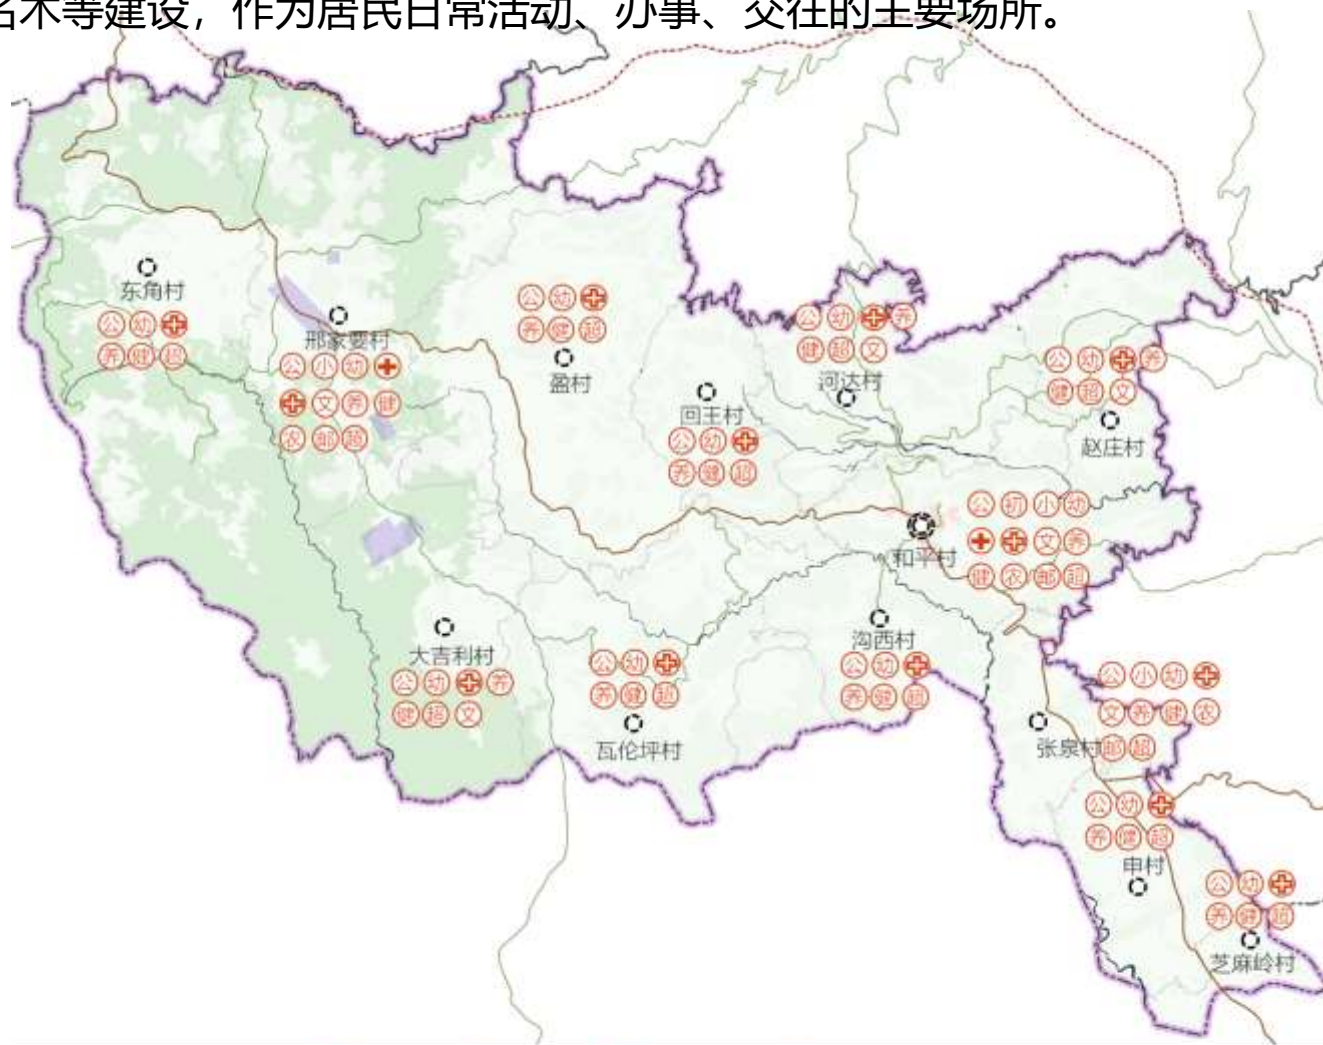 名木等建设，作为居民日常活动、办事、交往的主要场所。
东角村
公 幼
养 健 超
邢家要村
公 小 幼
文 养 健
农 邮 超
公 幼
养 健 超
盈村
回王村
公 幼
养 健 超
公 幼 养
健 超 文
河达村
公 幼 养
健 超 文
赵庄村
和平村
公 初 小 幼
文 养
健 农 邮 超
大吉利村
公 幼 养
健 超 文
公 幼
养 健 超
瓦伦坪村
沟西村
公 幼
养 健 超
张泉村
公 小 幼
文 养 健 农
邮 超
公 幼
养 健 超
申村
公 幼
养 健 超
芝麻岭村